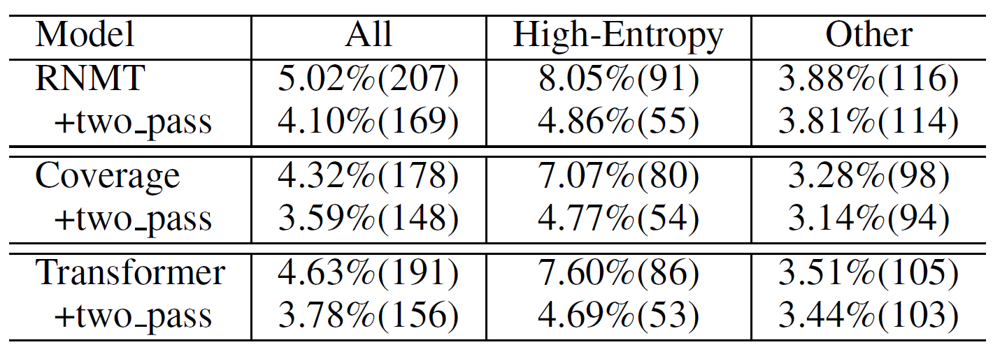 Model All High-Entropy Other
RNMT 5.02%(207) 8.05%(91) 3.88%(116)
+two_pass 4.10%(169) 4.86%(55) 3.81%(114)
Coverage 4.32%(178) 7.07%(80) 3.28%(98)
+two_pass 3.59%(148) 4.77%(54) 3.14%(94)
Transformer 4.63%(191) 7.60%(86) 3.51%(105)
+two_pass 3.78%(156) 4.69%(53) 3.44%(103)